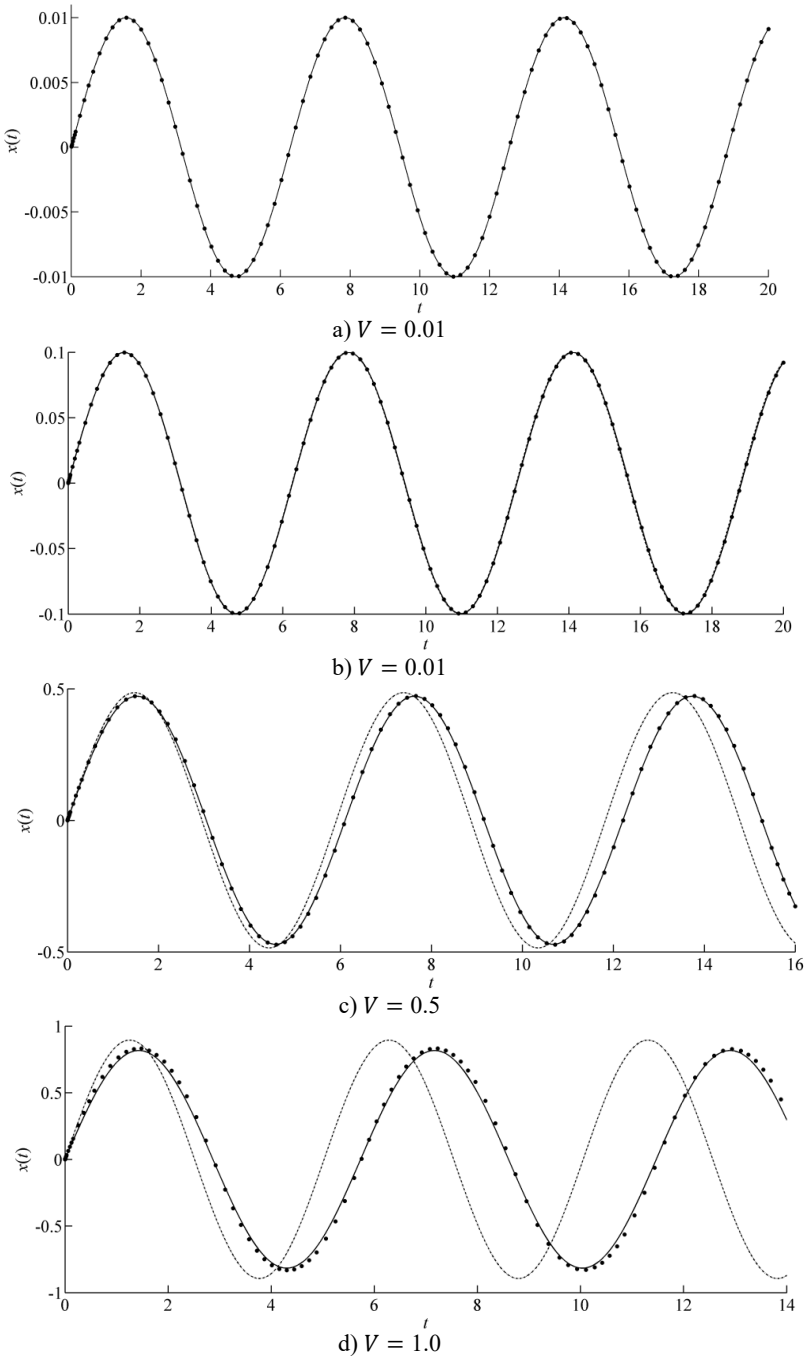 0.01
0.005
x(t)
0
-0.005
-0.01
0 2 4 6 8 10 12 14 16 18 20
t
a) V = 0.01
0.1
0.05
x(t)
0
-0.05
-0.1
0 2 4 6 8 10 12 14 16 18 20
t
b) V = 0.01
0.5
x(t)
0
-0.5
0 2 4 6 8 10 12 14 16
t
c) V = 0.5
1
0.5
x(t)
0
-0.5
-1
0 2 4 6 8 10 12 14
t
d) V = 1.0